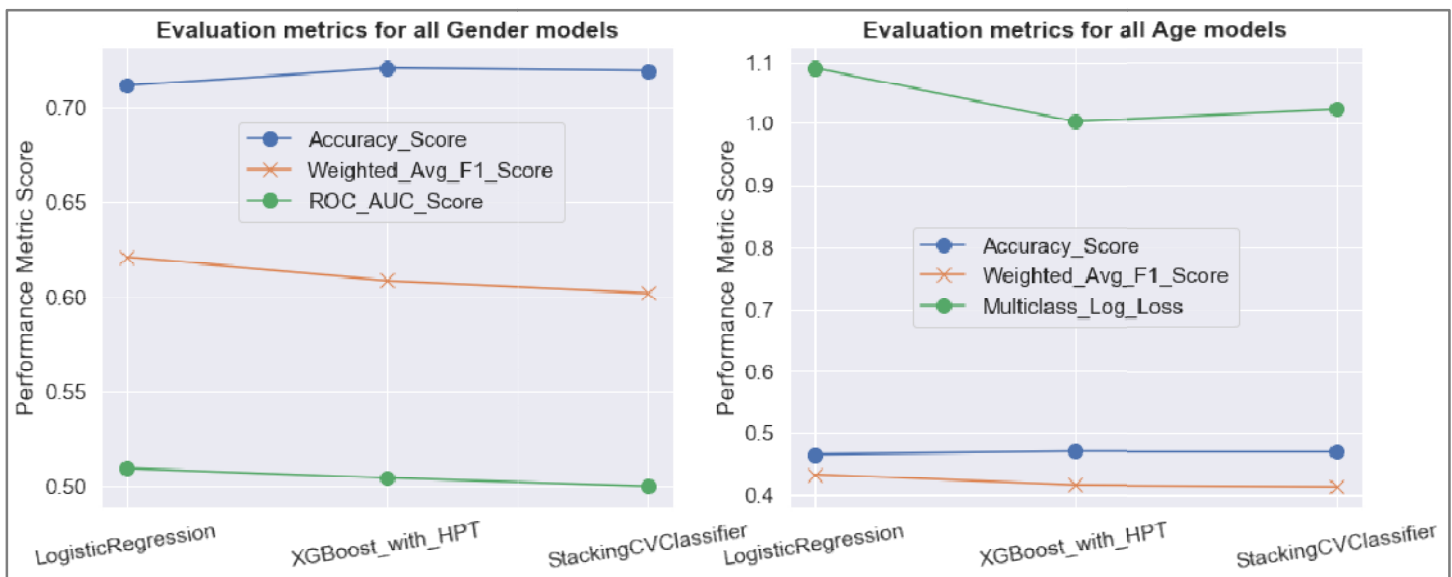 Evaluation metrics for all Gender models
Performance Metric Score
0.70
0.65
0.60
0.55
0.50
Accuracy_Score
Weighted_Avg_F1_Score
ROC_AUC_Score
LogisticRegression
XGBoost_with_HPT
StackingCVClassifier
Evaluation metrics for all Age models
Performance Metric Score
1.1
1.0
0.9
0.8
0.7
0.6
0.5
0.4
Accuracy_Score
Weighted_Avg_F1_Score
Multiclass_Log_Loss
LogisticRegression
XGBoost_with_HPT
StackingCVClassifier